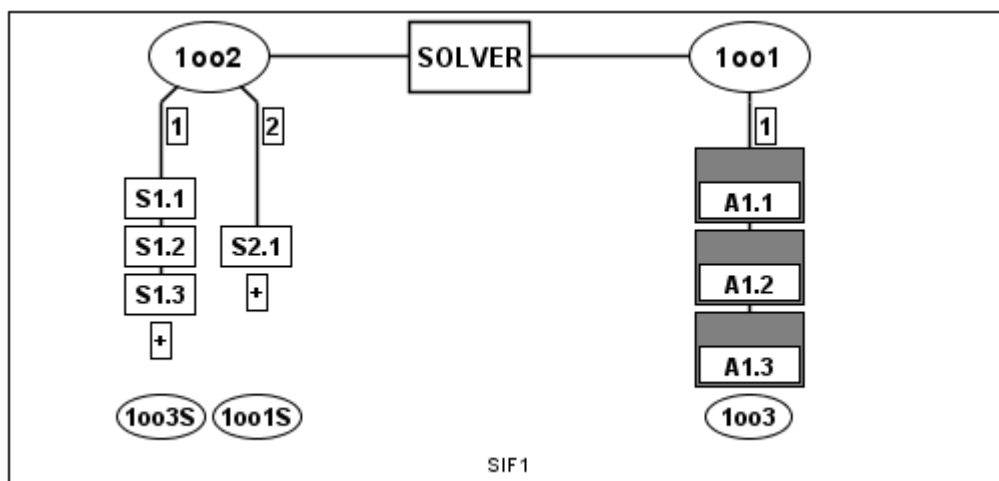 1oo2
SOLVER
1oo1
1
2
1
S1.1
S1.2
S1.3
+
S2.1
+
A1.1
A1.2
A1.3
1oo3S
1oo1S
1oo3
SIF1